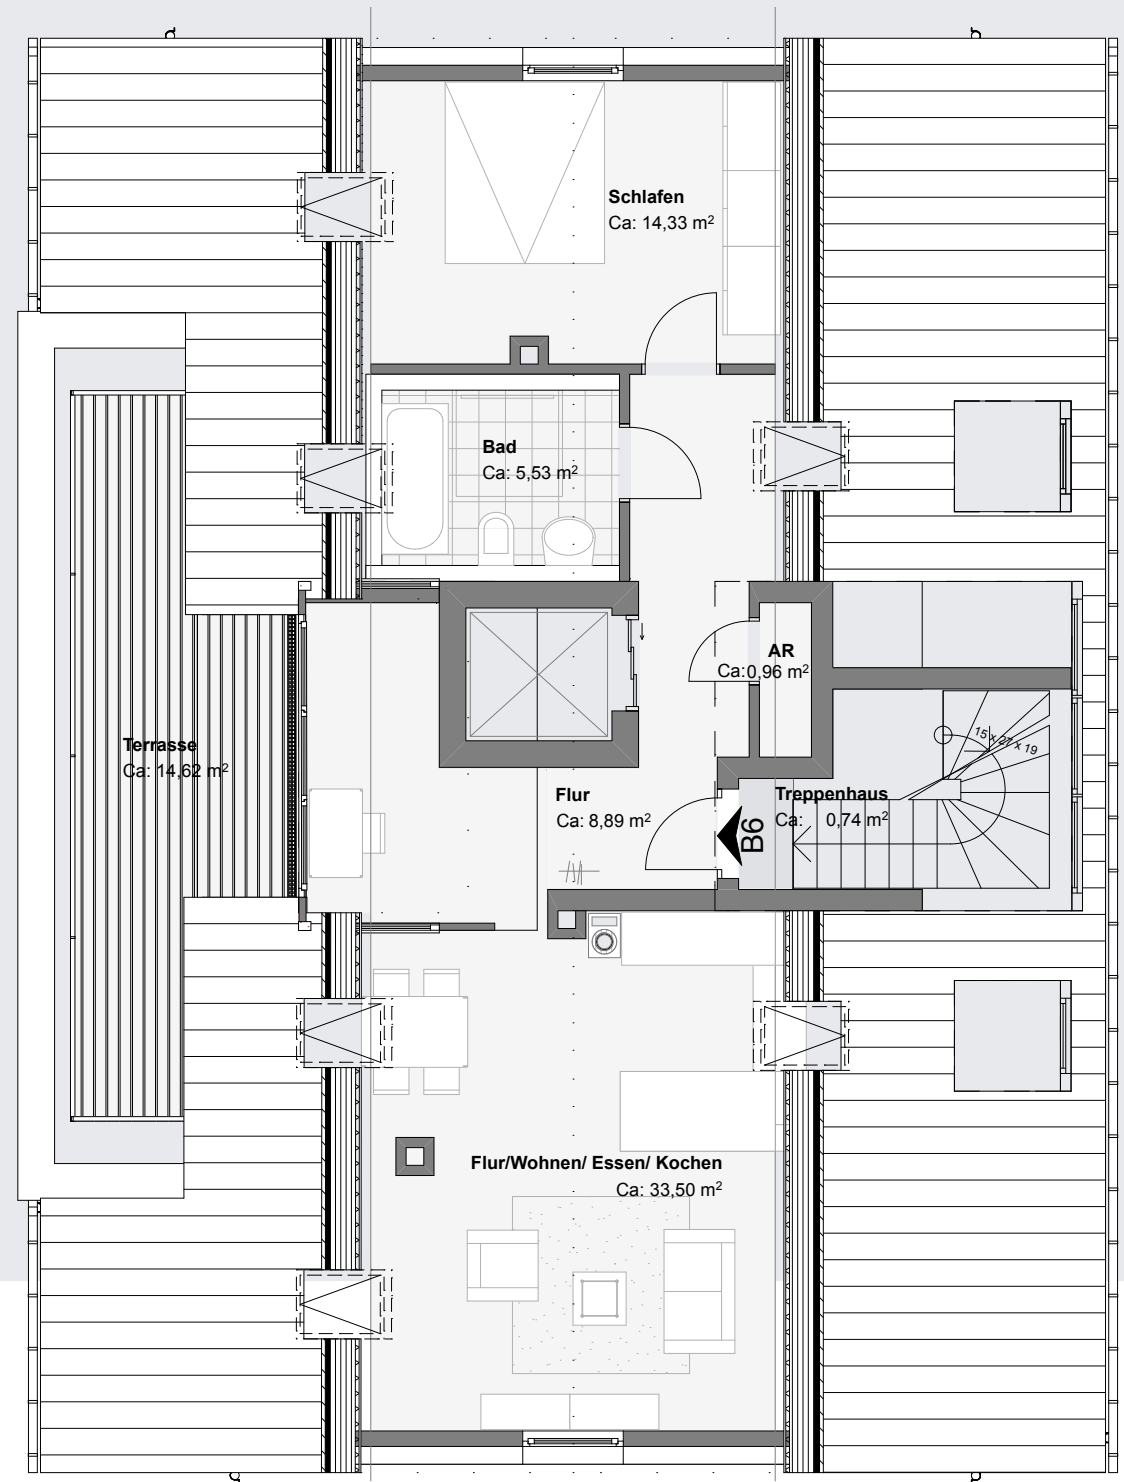 Schlafen
Ca: 14,33 m²
Bad
Ca: 5,53 m²
AR
Ca:0,96 m²
15 x 27 x 19
Terrasse
Ca: 14,62 m²
Flur
Ca: 8,89 m²
B6
Treppenhaus
Ca: 0,74 m²
Flur/Wohnen/ Essen/ Kochen
Ca: 33,50 m²